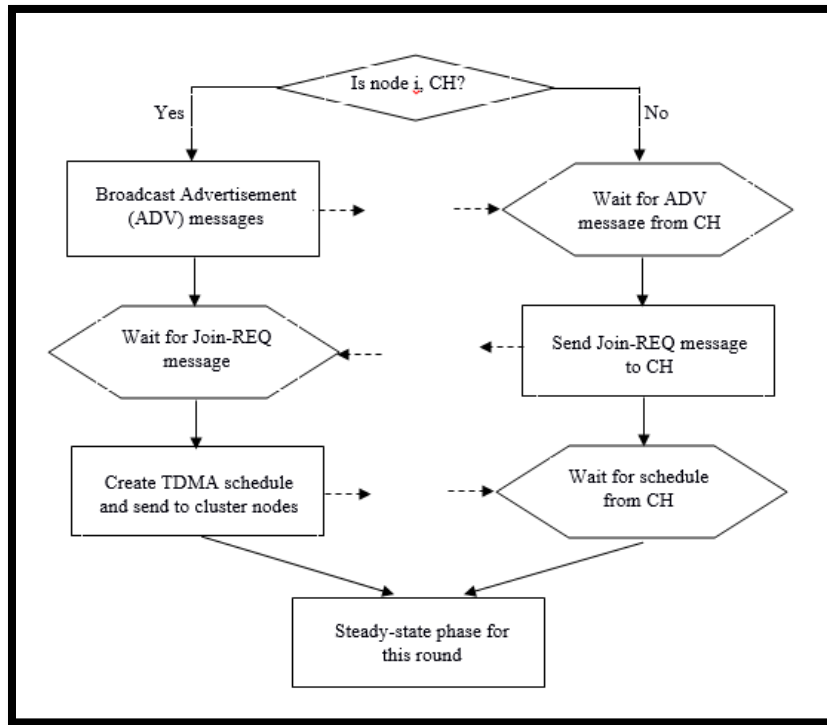 Is node i, CH?
Yes
No
Broadcast Advertisement
(ADV) messages
Wait for ADV
message from CH
Wait for Join-REQ
message
Send Join-REQ message
to CH
Create TDMA schedule
and send to cluster nodes
Wait for schedule
from CH
Steady-state phase for
this round